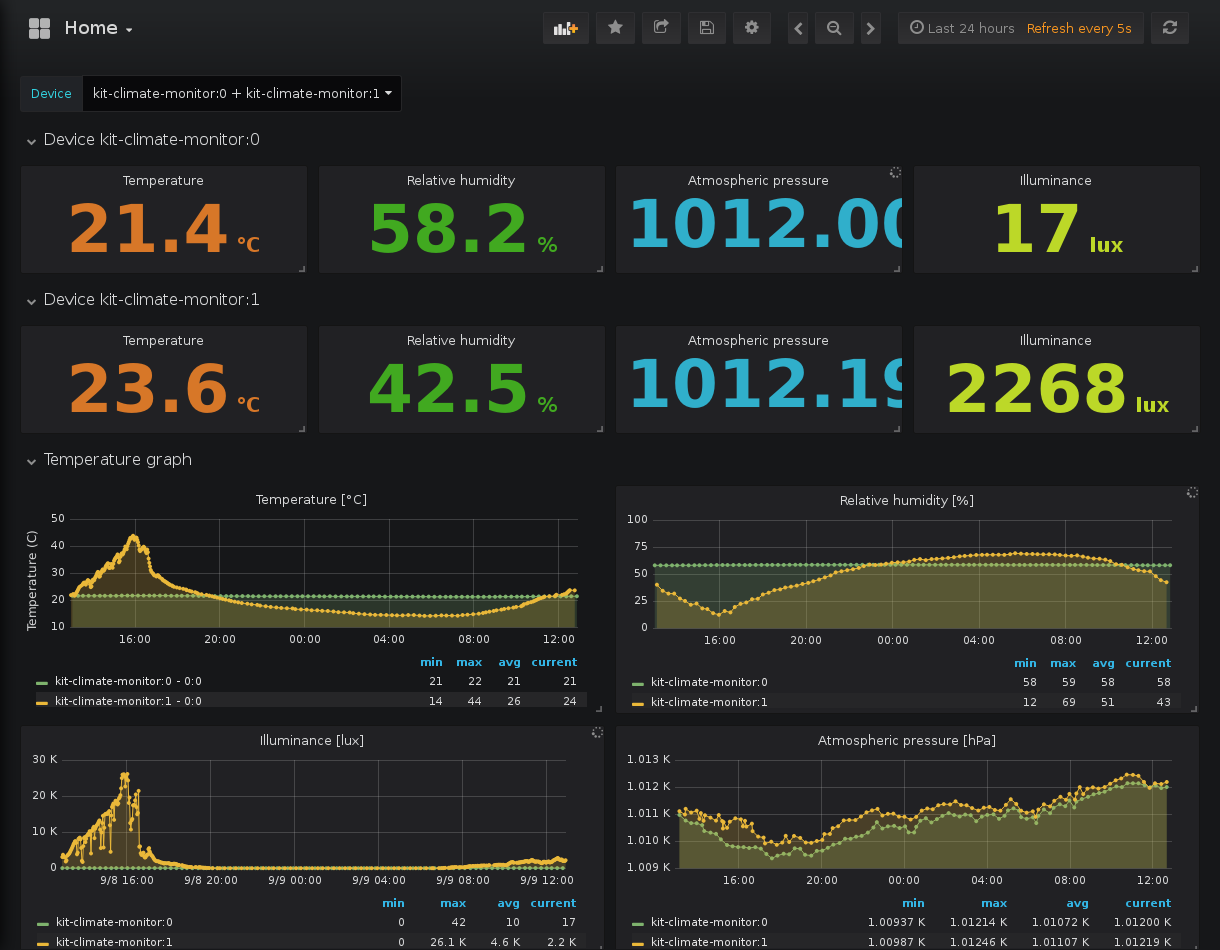 Home
Last 24 hours Refresh every 5s
Device kit-climate-monitor:0 + kit-climate-monitor:1
Device kit-climate-monitor:0
Temperature Relative humidity Atmospheric pressure Illuminance
21.4 °C 58.2 % 1012.00 17 lux
Device kit-climate-monitor:1
Temperature Relative humidity Atmospheric pressure Illuminance
23.6 °C 42.5 % 1012.19 2268 lux
Temperature graph
Temperature [°C]
Temperature (C)
50
40
30
20
10
16:00 20:00 00:00 04:00 08:00 12:00
min max avg current
kit-climate-monitor:0 - 0:0 21 22 21 21
kit-climate-monitor:1 - 0:0 14 44 26 24
Relative humidity [%]
100
75
50
25
0
16:00 20:00 00:00 04:00 08:00 12:00
min max avg current
kit-climate-monitor:0 58 59 58 58
kit-climate-monitor:1 12 69 51 43
Illuminance [lux]
30 K
20 K
10 K
0
9/8 16:00 9/8 20:00 9/9 00:00 9/9 04:00 9/9 08:00 9/9 12:00
min max avg current
kit-climate-monitor:0 0 42 10 17
kit-climate-monitor:1 0 26.1 K 4.6 K 2.2 K
Atmospheric pressure [hPa]
1.013 K
1.012 K
1.011 K
1.010 K
1.009 K
16:00 20:00 00:00 04:00 08:00 12:00
min max avg current
kit-climate-monitor:0 1.00937 K 1.01214 K 1.01072 K 1.01200 K
kit-climate-monitor:1 1.00987 K 1.01246 K 1.01107 K 1.01219 K